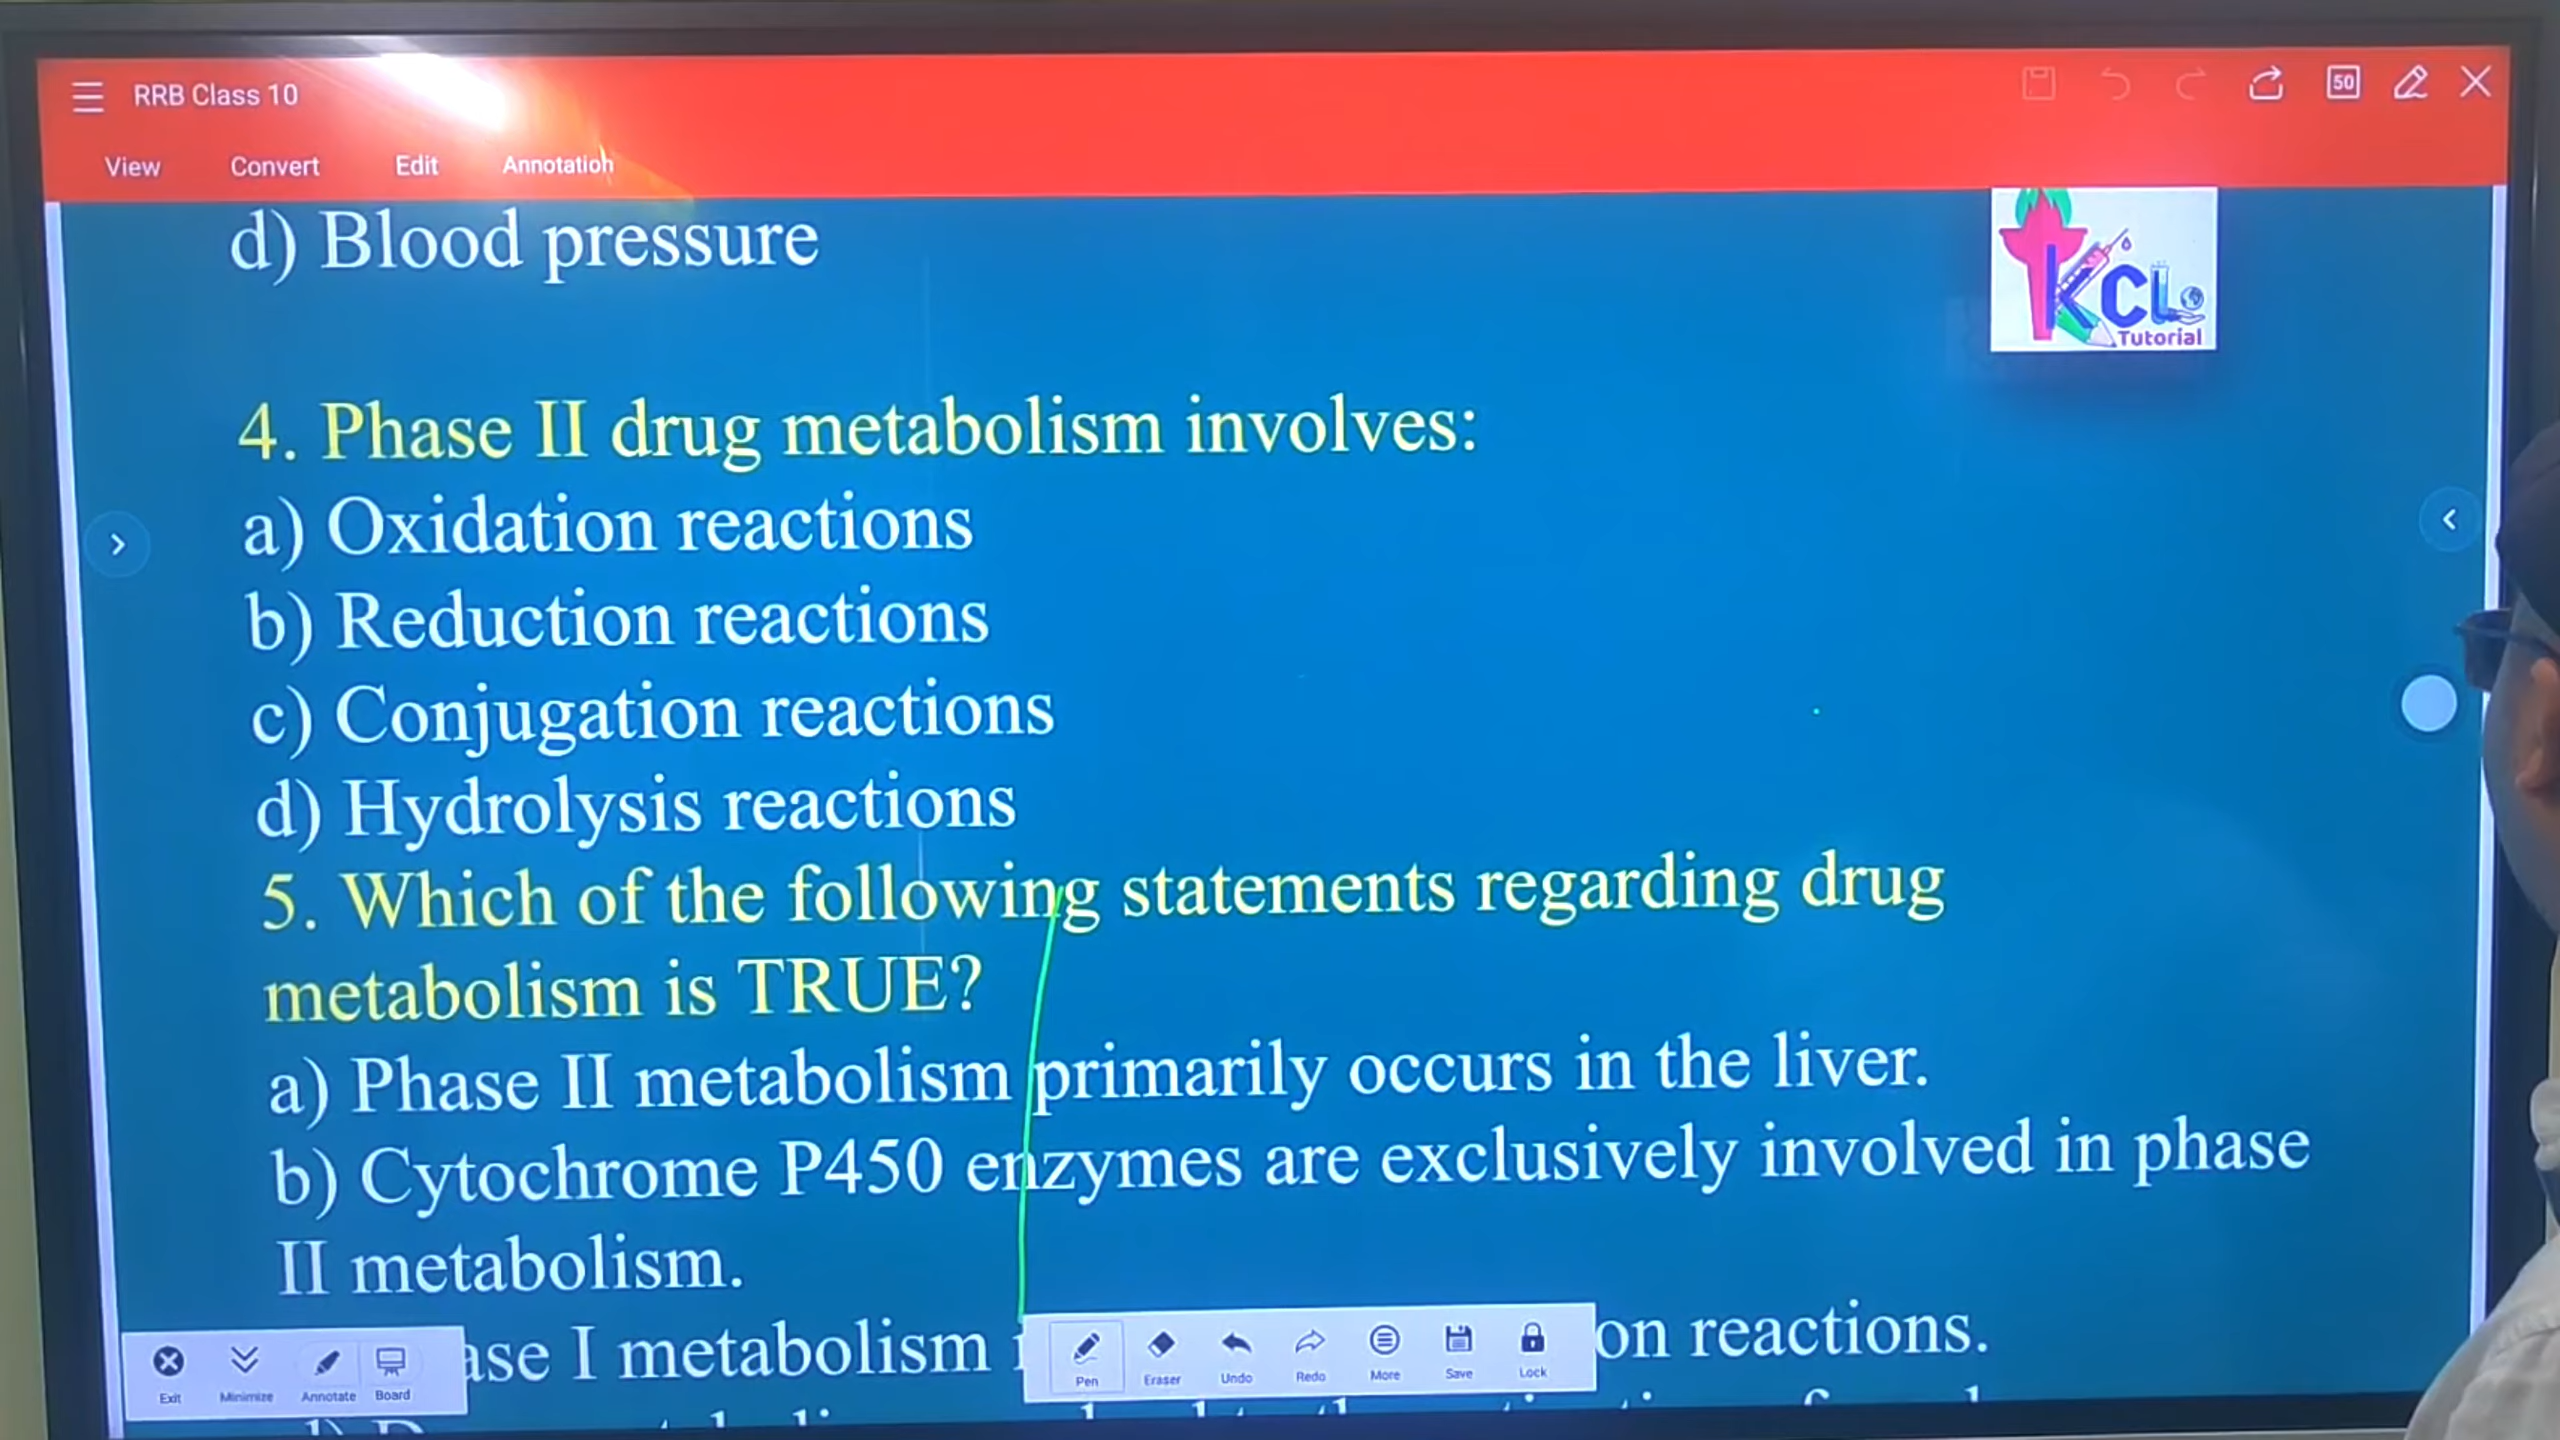 RRB Class 10
50
View Convert Edit Annotation
d) Blood pressure
KCL
Tutorial
4. Phase II drug metabolism involves:
a) Oxidation reactions
b) Reduction reactions
c) Conjugation reactions
d) Hydrolysis reactions
5. Which of the following statements regarding drug
metabolism is TRUE?
a) Phase II metabolism primarily occurs in the liver.
b) Cytochrome P450 enzymes are exclusively involved in phase
II metabolism.
ase I metabolism on reactions.
Exit Minimize Annotate Board
Pen Eraser Undo Redo More Save Lock